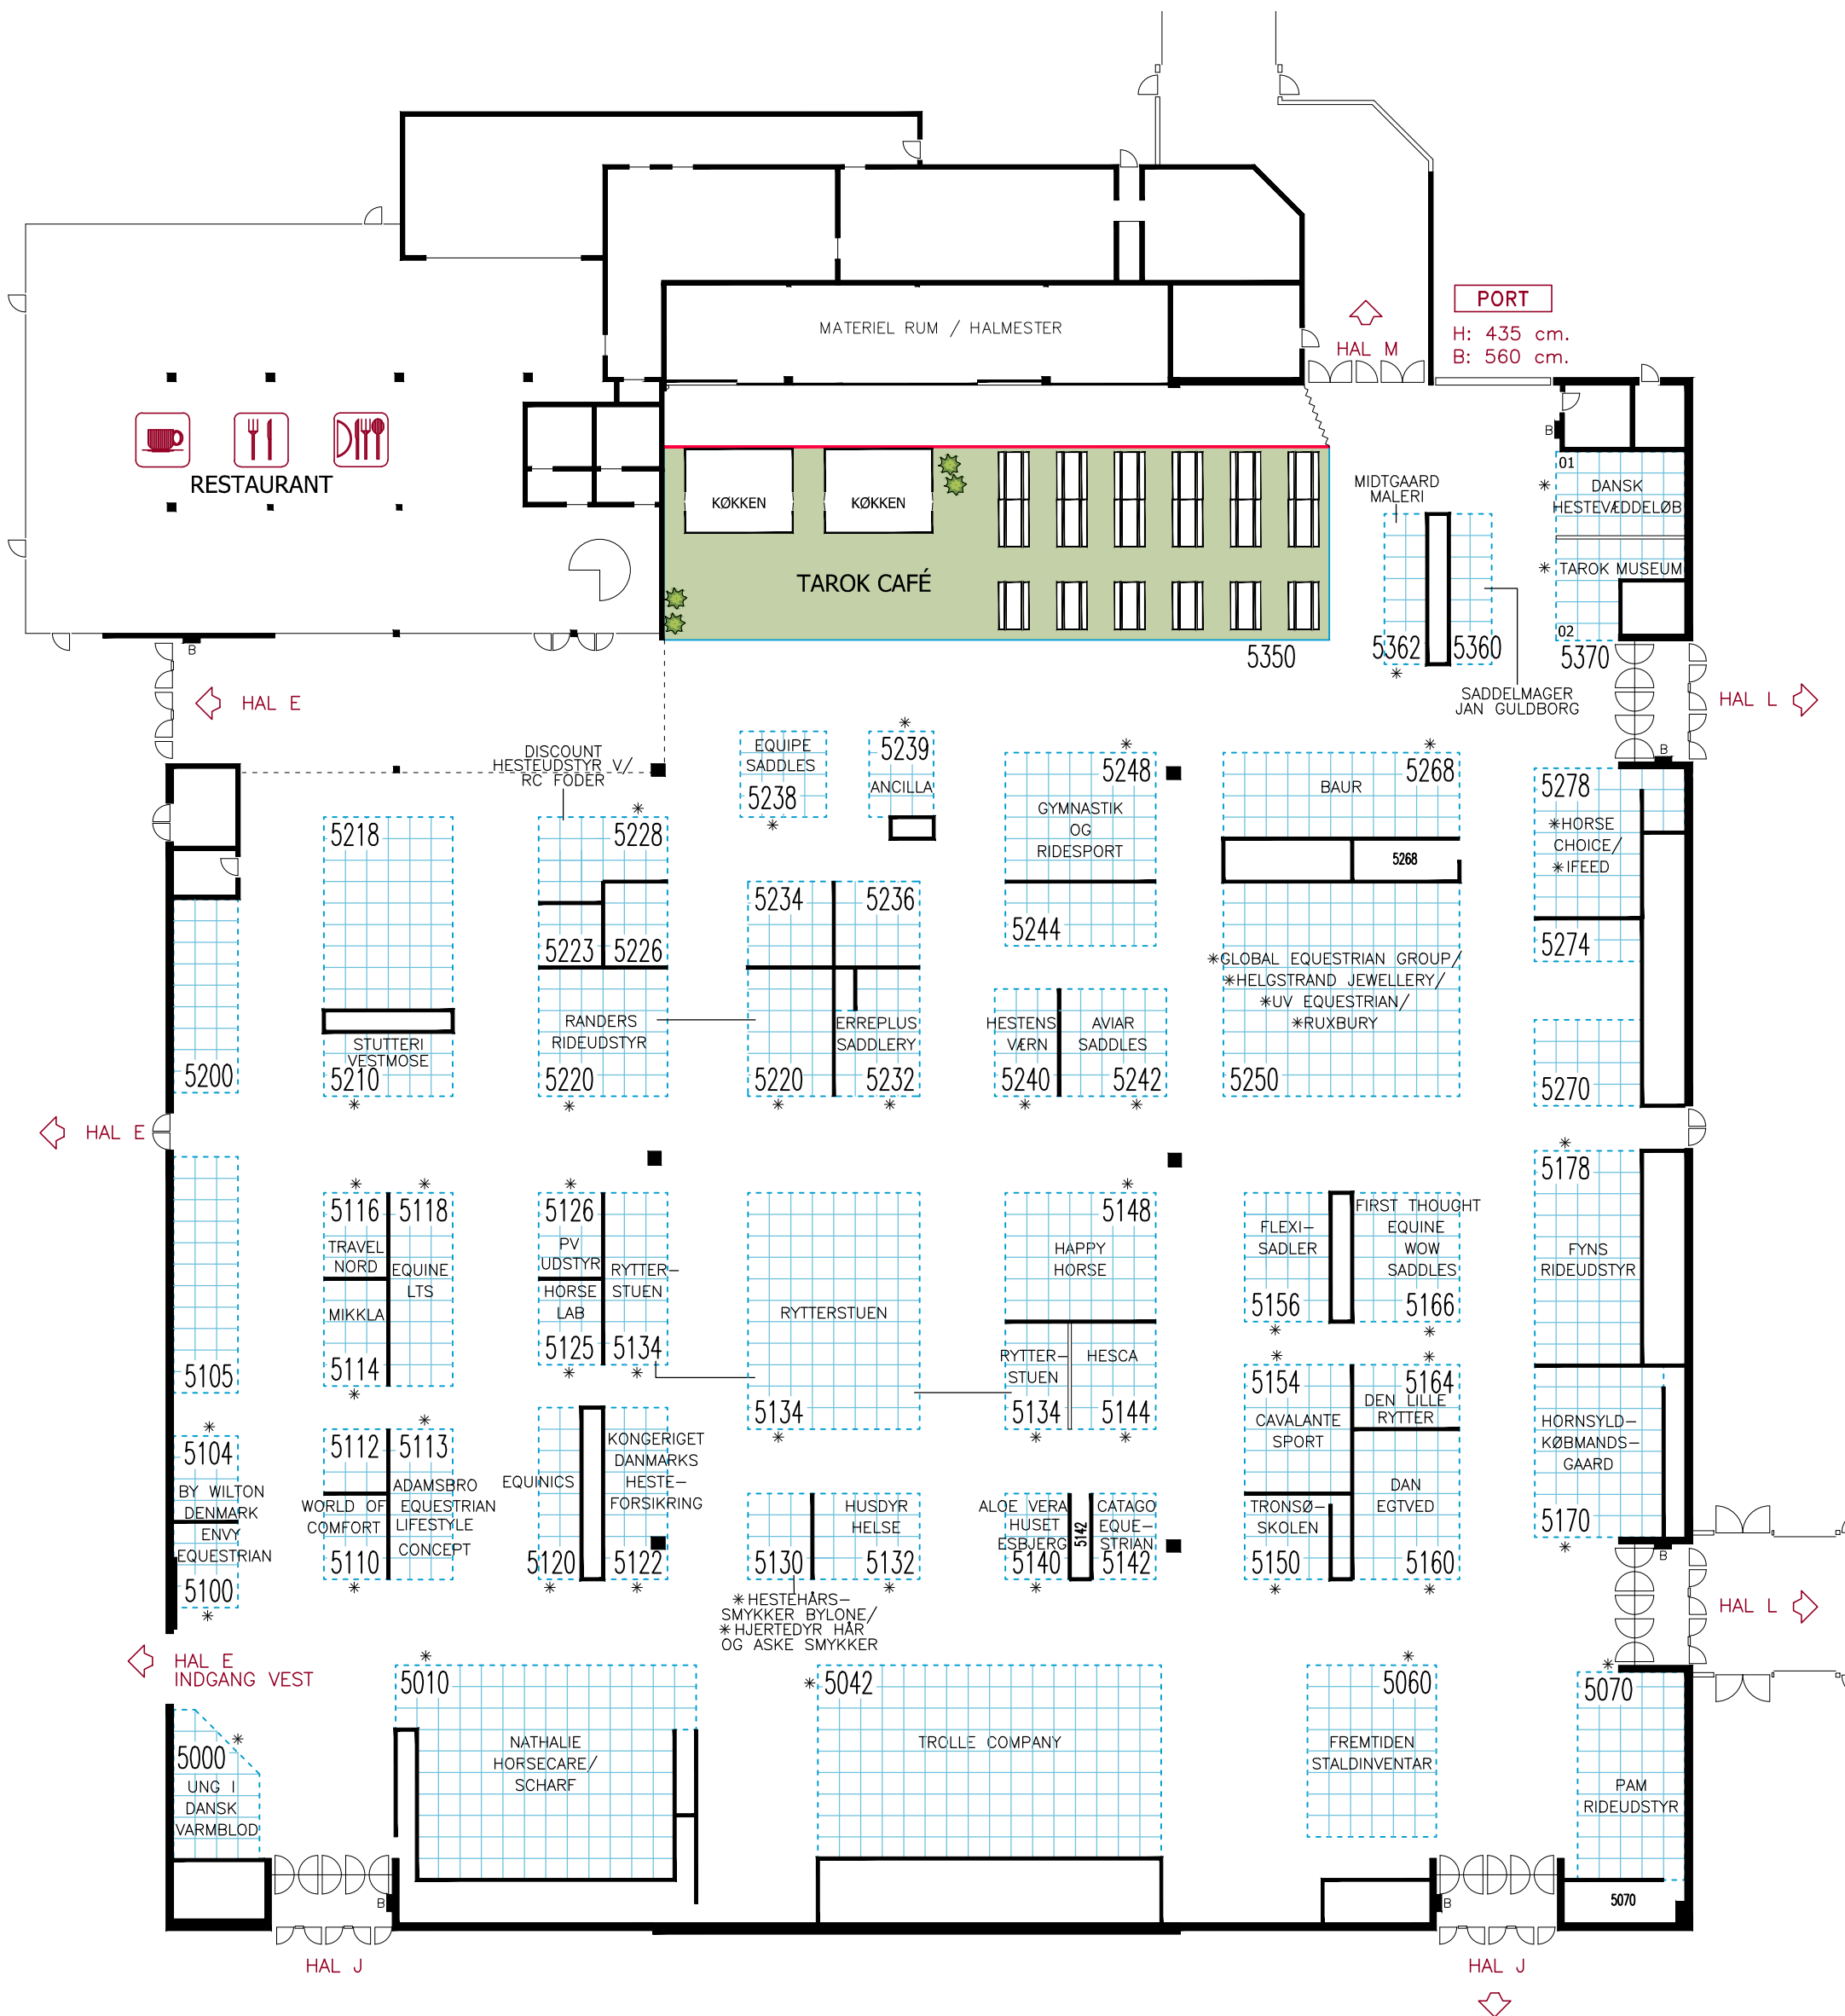 PORT
H: 435 cm.
B: 560 cm.
HAL M
MATERIEL RUM / HALMESTER
RESTAURANT
KØKKEN
KØKKEN
TAROK CAFÉ
5350
MIDTGAARD
MALERI
5362
*
5360
SADDELMAGER
JAN GULDBORG
B
01
* DANSK
HESTEVÆDDELØB
* TAROK MUSEUM
02
5370
B
HAL E
HAL L
B
DISCOUNT
HESTEUDSTYR V/
RC FODER
EQUIPE
SADDLES
5238
*
*
5239
ANCILLA
*
5248
GYMNASTIK
OG
RIDESPORT
5244
*
5268
BAUR
5268
5278
*HORSE
CHOICE/
*IFEED
5274
5218
*
5228
5223
5226
5234
5236
*GLOBAL EQUESTRIAN GROUP/
*HELGSTRAND JEWELLERY/
*UV EQUESTRIAN/
*RUXBURY
5250
5270
5200
STUTTERI
VESTMOSE
5210
*
RANDERS
RIDEUDSTYR
5220
*
5220
*
ERREPLUS
SADDLERY
5232
*
HESTENS
VÆRN
5240
*
AVIAR
SADDLES
5242
*
HAL E
5105
*
5116
TRAVEL
NORD
*
5118
EQUINE
LTS
MIKKLA
5114
*
*
5126
PV
UDSTYR
HORSE
LAB
5125
*
RYTTER-
STUEN
5134
*
RYTTERSTUEN
5134
*
*
5148
HAPPY
HORSE
RYTTER-
STUEN
5134
*
HESCA
5144
*
FLEXI-
SADLER
5156
*
FIRST THOUGHT
EQUINE
WOW
SADDLES
5166
*
*
5178
FYNS
RIDEUDSTYR
*
5154
CAVALANTE
SPORT
*
5164
DEN LILLE
RYTTER
HORNSYLD-
KØBMANDS-
GAARD
5170
*
*
5104
BY WILTON
DENMARK
ENVY
EQUESTRIAN
5100
*
5112
WORLD OF
COMFORT
5110
*
*
5113
ADAMSBRO
EQUESTRIAN
LIFESTYLE
CONCEPT
EQUINICS
5120
*
KONGERIGET
DANMARKS
HESTE-
FORSIKRING
5122
*
5130
*HESTEHÅRS-
SMYKKER BYLONE/
*HJERTEDYR HÅR
OG ASKE SMYKKER
HUSDYR
HELSE
5132
*
ALOE VERA
HUSET
ESBJERG
5140
*
5142
CATAGO
EQUE-
STRIAN
5142
*
TRONSØ-
SKOLEN
5150
*
DAN
EGTVED
5160
*
B
HAL L
HAL E
INDGANG VEST
*
5000
UNG I
DANSK
VARMBLOD
*
5010
NATHALIE
HORSECARE/
SCHARF
* 5042
TROLLE COMPANY
*
5060
FREMTIDEN
STALDINVENTAR
*
5070
PAM
RIDEUDSTYR
5070
B
B
HAL J
HAL J